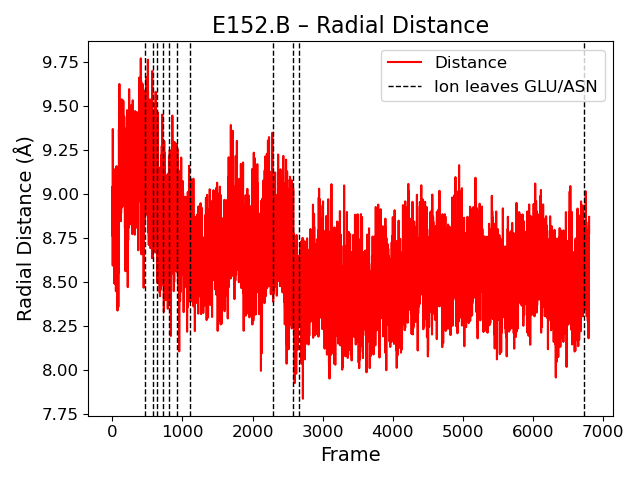 E152.B – Radial Distance
Distance
Ion leaves GLU/ASN
Radial Distance (Å)
9.75
9.50
9.25
9.00
8.75
8.50
8.25
8.00
7.75
0 1000 2000 3000 4000 5000 6000 7000
Frame